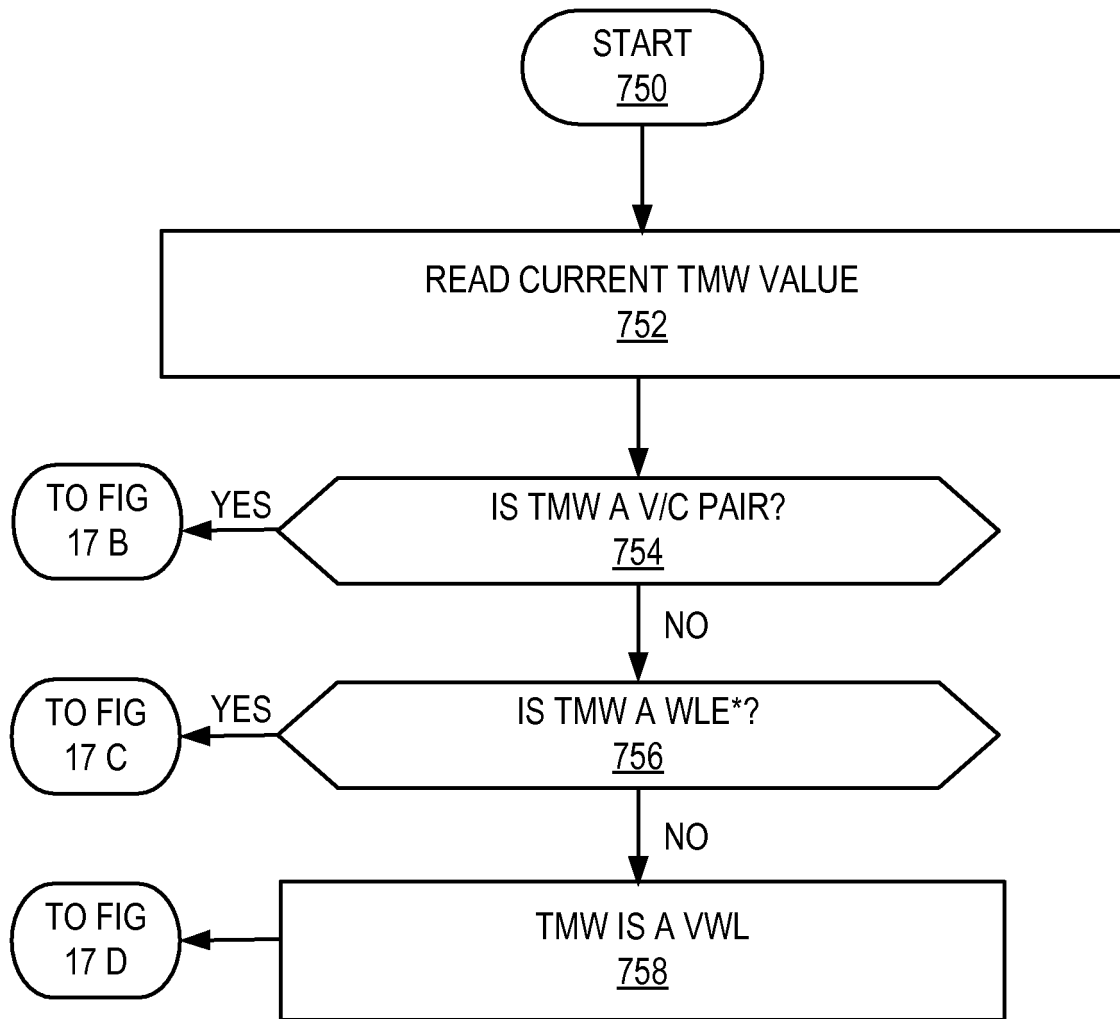 START
750
READ CURRENT TMW VALUE
752
TO FIG
17 B
YES
IS TMW A V/C PAIR?
754
NO
TO FIG
17 C
YES
IS TMW A WLE*?
756
NO
TO FIG
17 D
TMW IS A VWL
758